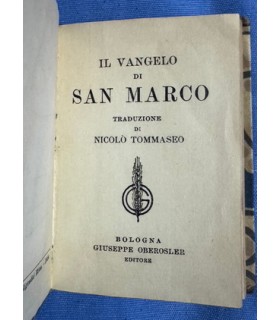 IL VANGELO
DI
SAN MARCO
TRADUZIONE
DI
NICOLÒ TOMMASEO
G
BOLOGNA
GIUSEPPE OBEROSLER
EDITORE